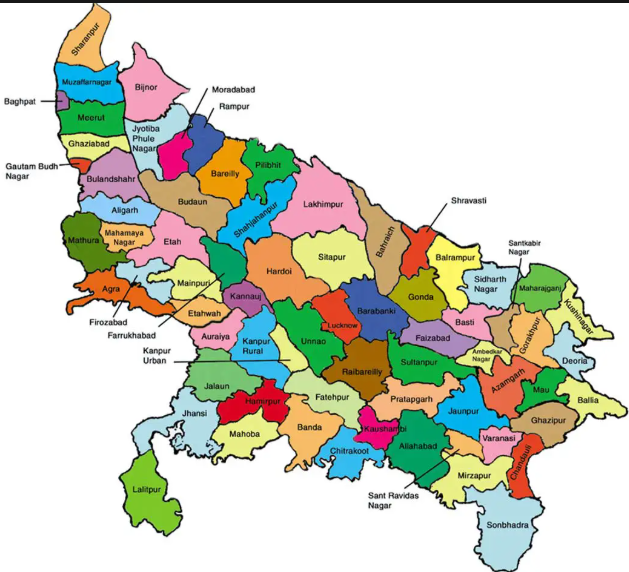 Sharanpur
Muzaffarnagar
Bijnor
Baghpat
Meerut
Moradabad
Rampur
Jyotiba
Phule
Nagar
Ghaziabad
Gautam Budh
Nagar
Bulandshahr
Bareilly
Pilibhit
Budaun
Aligarh
Shahjahanpur
Lakhimpur
Shravasti
Mathura
Mahamaya
Nagar
Etah
Bahraich
Balrampur
Santkabir
Nagar
Sitapur
Hardoi
Mainpuri
Agra
Sidharth
Nagar
Maharajganj
Kushinagar
Kannauj
Gonda
Etahwah
Firozabad
Farrukhabad
Barabanki
Lucknow
Basti
Gorakhpur
Auraiya
Kanpur
Rural
Unnao
Faizabad
Kanpur
Urban
Ambedkar
Nagar
Deoria
Sultanpur
Raibareilly
Azamgarh
Jalaun
Mau
Hamirpur
Fatehpur
Pratapgarh
Ballia
Jhansi
Jaunpur
Ghazipur
Mahoba
Banda
Kaushambi
Allahabad
Varanasi
Chitrakoot
Chandauli
Mirzapur
Lalitpur
Sant Ravidas
Nagar
Sonbhadra